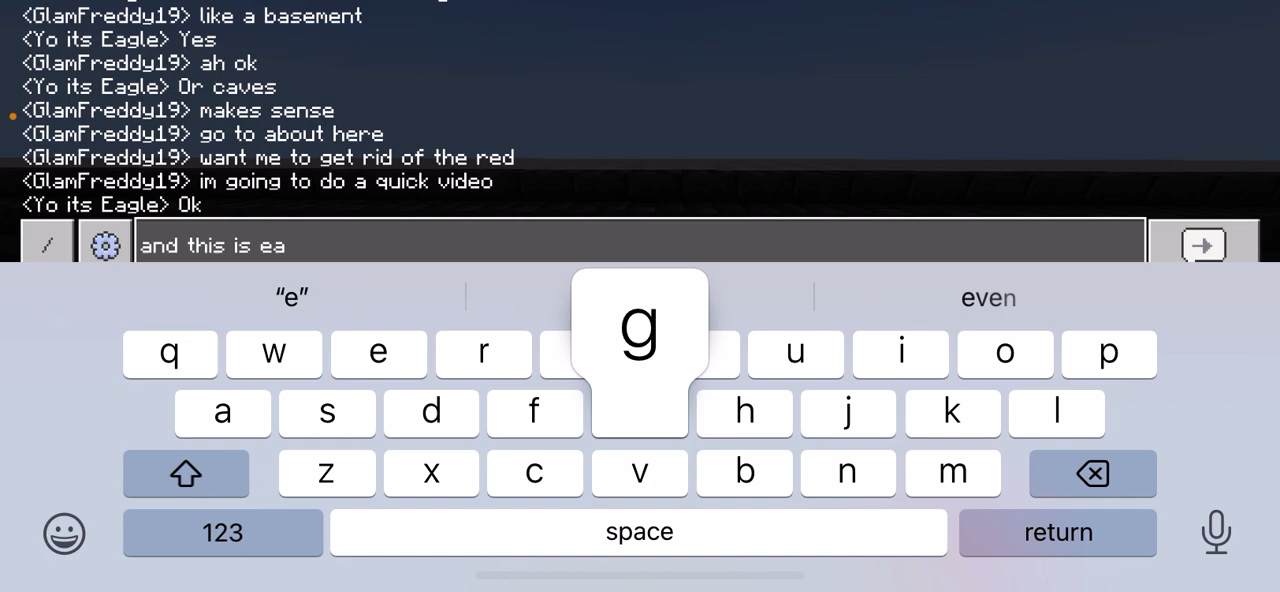 <GlamFreddy19> like a basement
<Yo its Eagle> Yes
<GlamFreddy19> ah ok
<Yo its Eagle> Or caves
<GlamFreddy19> makes sense
<GlamFreddy19> go to about here
<GlamFreddy19> want me to get rid of the red
<GlamFreddy19> im going to do a quick video
<Yo its Eagle> Ok
/ and this is ea
“e” even
g
q w e r u i o p
a s d f h j k l
z x c v b n m
123 space return